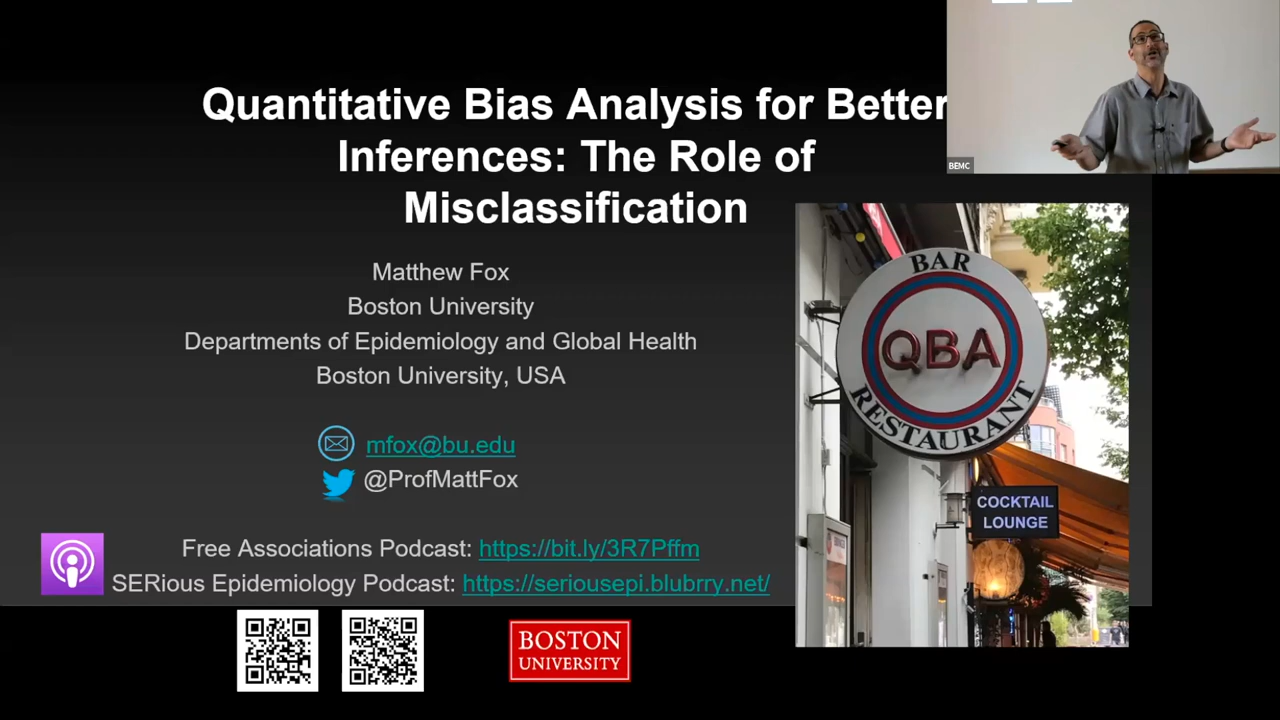 Quantitative Bias Analysis for Better
Inferences: The Role of
Misclassification
BEMC
Matthew Fox
Boston University
Departments of Epidemiology and Global Health
Boston University, USA
mfox@bu.edu
@ProfMattFox
Free Associations Podcast: https://bit.ly/3R7Pffm
SERious Epidemiology Podcast: https://seriousepi.blubrry.net/
BAR
QBA
RESTAURANT
COCKTAIL
LOUNGE
BOSTON
UNIVERSITY